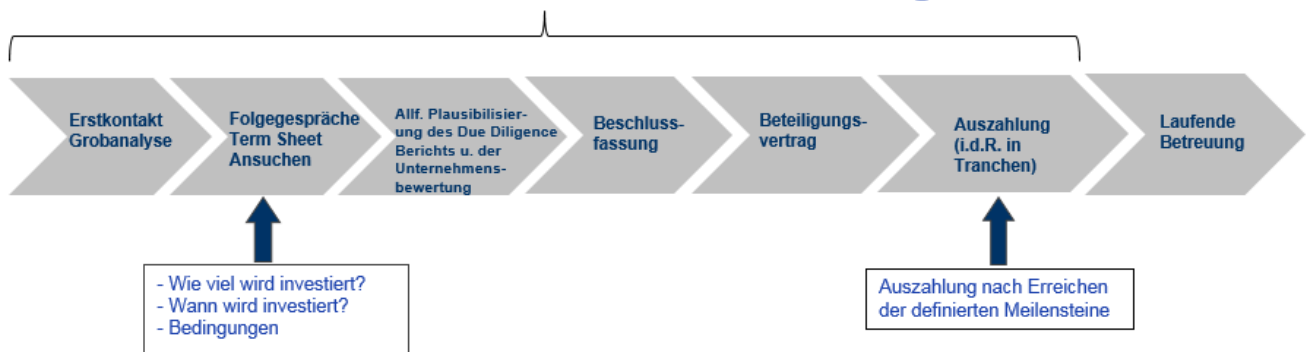 Erstkontakt
Grobanalyse
Folgegespräche
Term Sheet
Ansuchen
Allf. Plausibilisier-
ung des Due Diligence
Berichts u. der
Unternehmens-
bewertung
Beschluss-
fassung
Beteiligungs-
vertrag
Auszahlung
(i.d.R. in
Tranchen)
Laufende
Betreuung
- Wie viel wird investiert?
- Wann wird investiert?
- Bedingungen
Auszahlung nach Erreichen
der definierten Meilensteine